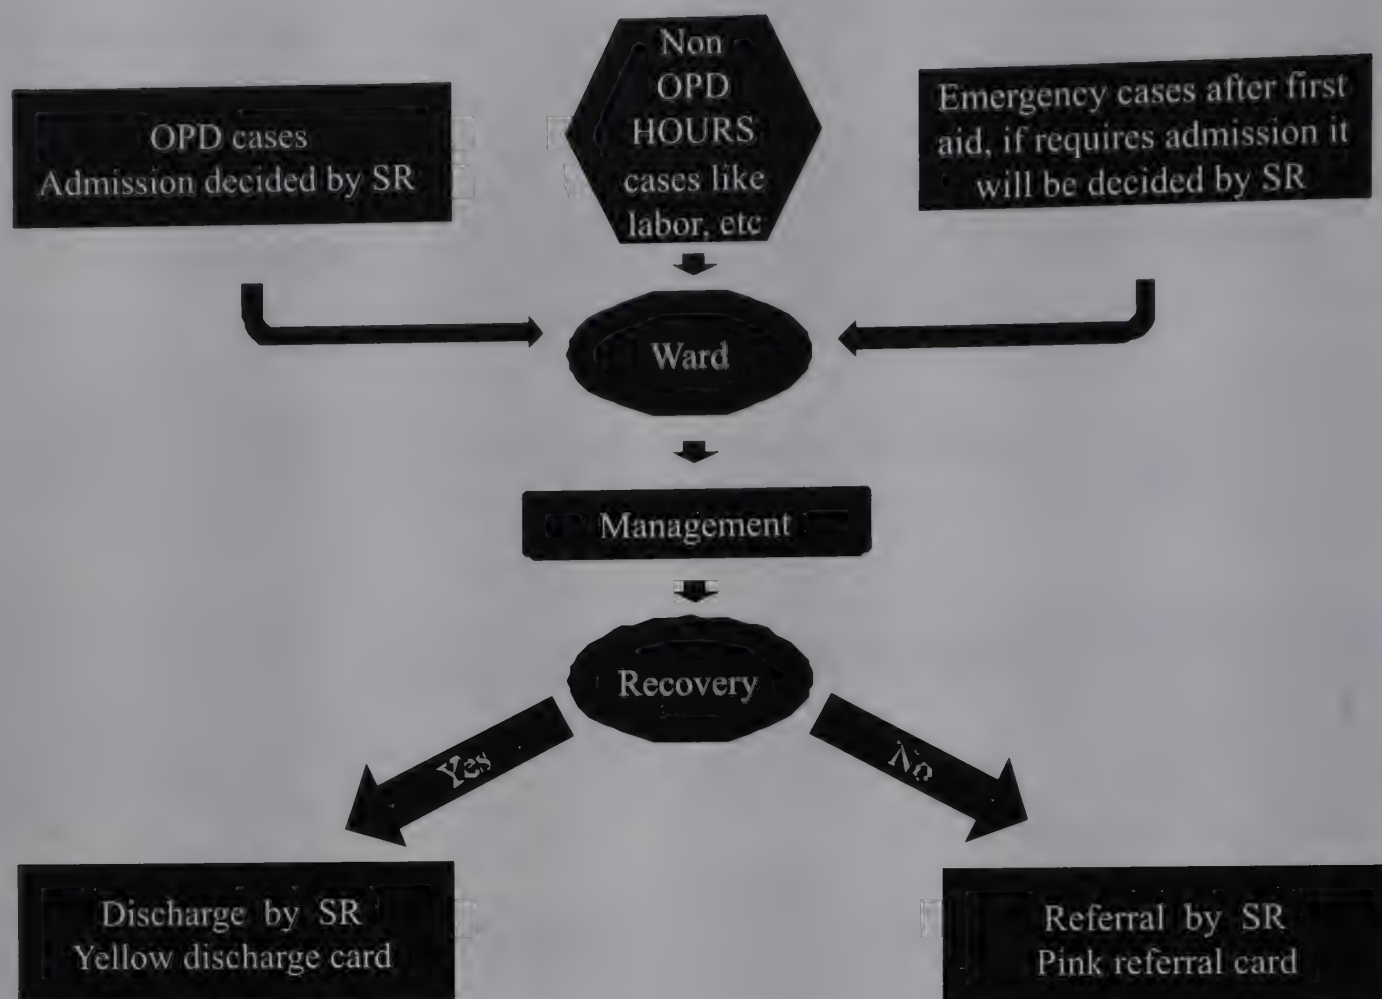 OPD cases
Admission decided by SR
Non
OPD
HOURS
cases like
labor, etc
Emergency cases after first
aid, if requires admission it
will be decided by SR
Ward
Management
Recovery
Yes
No
Discharge by SR
Yellow discharge card
Referral by SR
Pink referral card